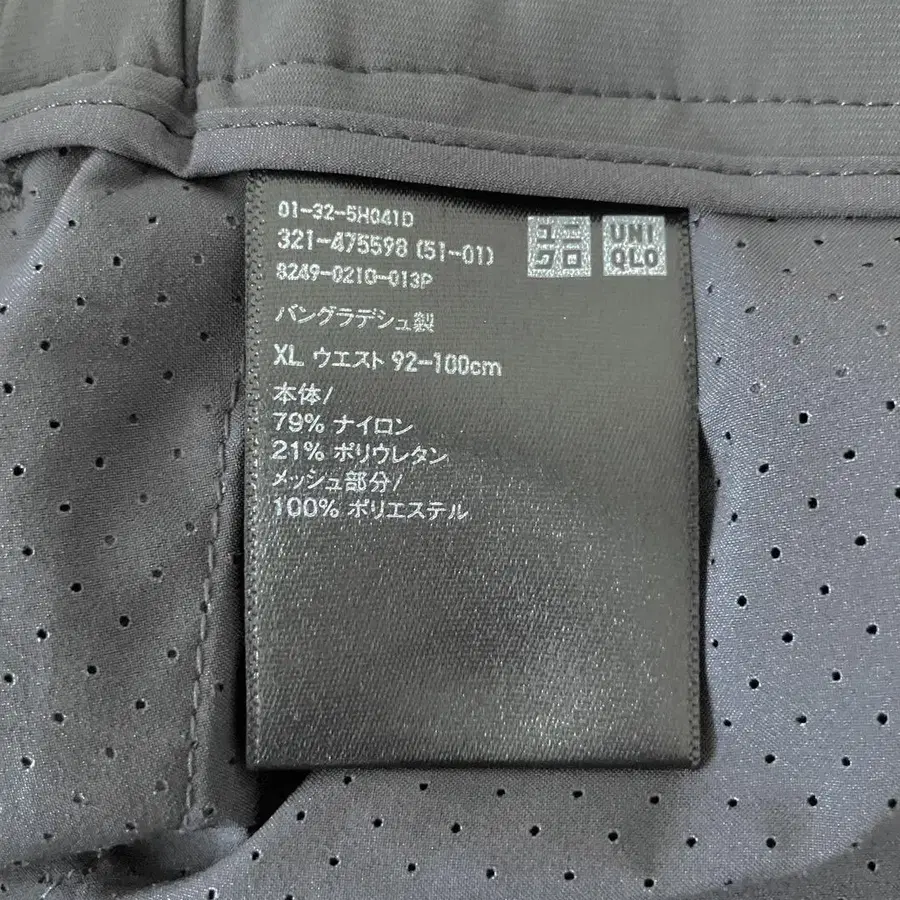 01-32-5H041D
321-475598 (51-01)
8249-0210-013P
ユニ
クロ
UNI
QLO
バングラデシュ製
XL ウエスト 92-100cm
本体/
79% ナイロン
21% ポリウレタン
メッシュ部分/
100% ポリエステル